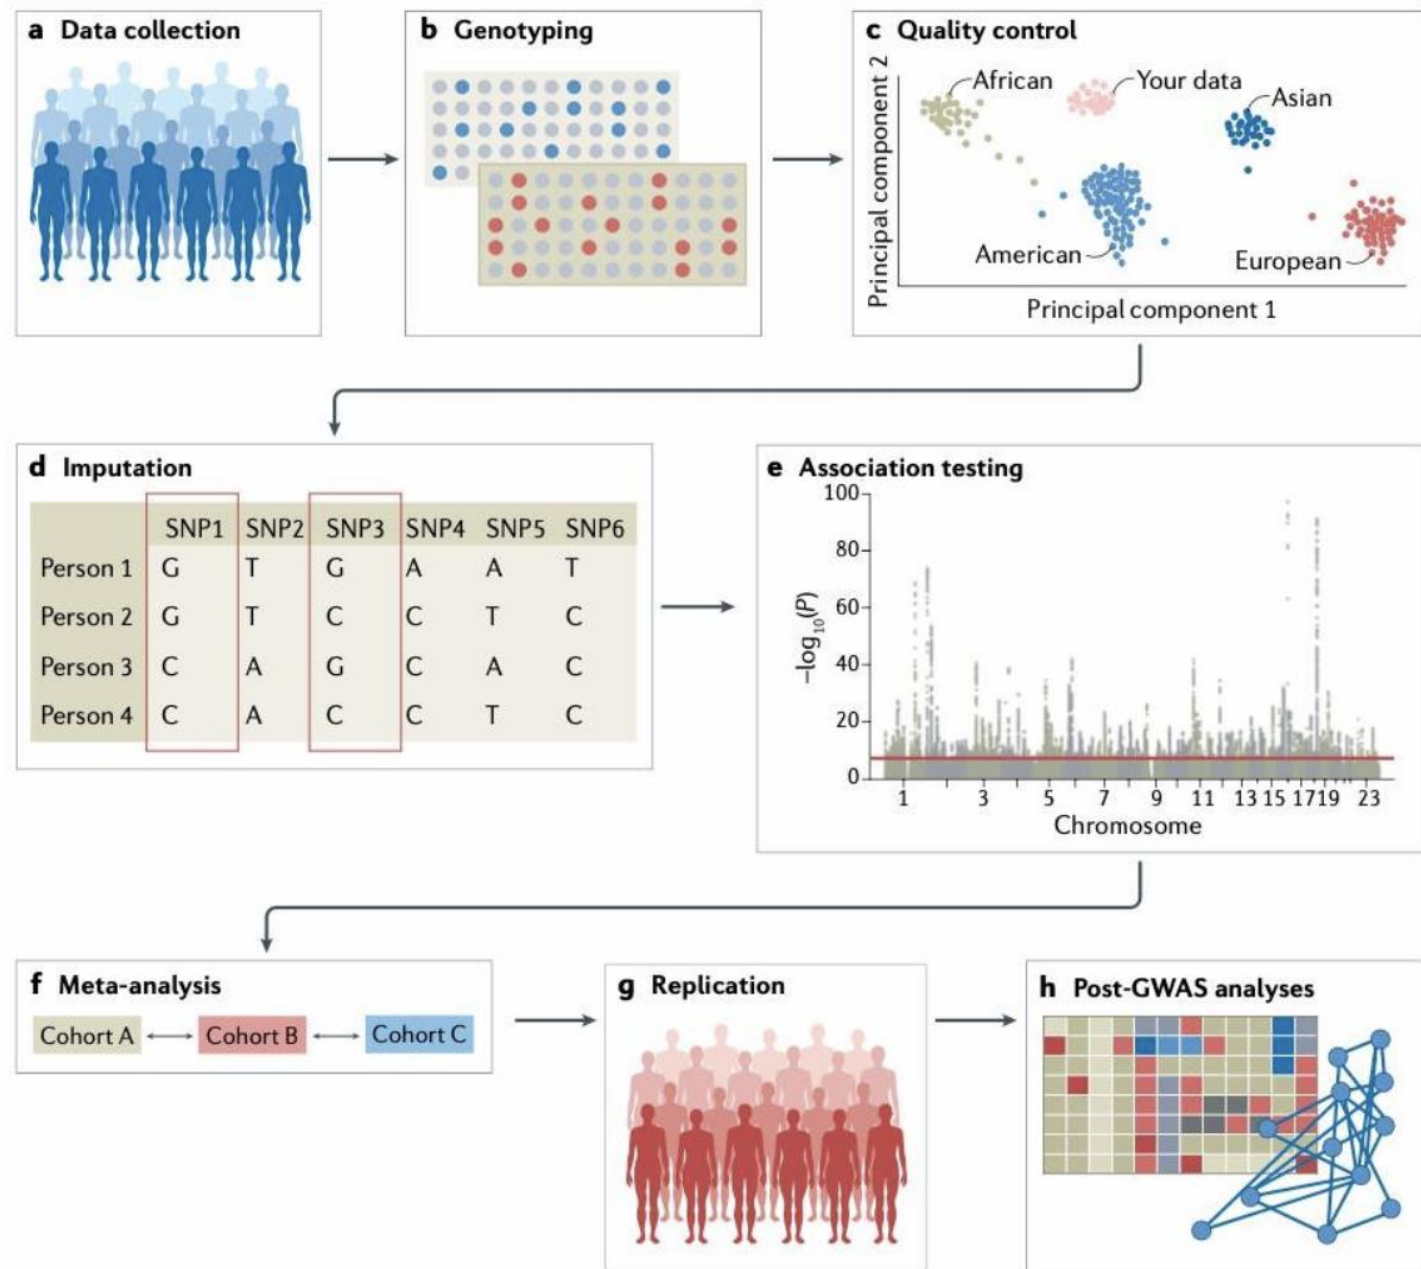 a Data collection
b Genotyping
c Quality control
Principal component 2
African
Your data
Asian
American
European
Principal component 1
d Imputation
SNP1 SNP2 SNP3 SNP4 SNP5 SNP6
Person 1 G T G A A T
Person 2 G T C C T C
Person 3 C A G C A C
Person 4 C A C C T C
e Association testing
–log10(P)
100
80
60
40
20
0
1 3 5 7 9 11 13 15 17 19 23
Chromosome
f Meta-analysis
Cohort A Cohort B Cohort C
g Replication
h Post-GWAS analyses